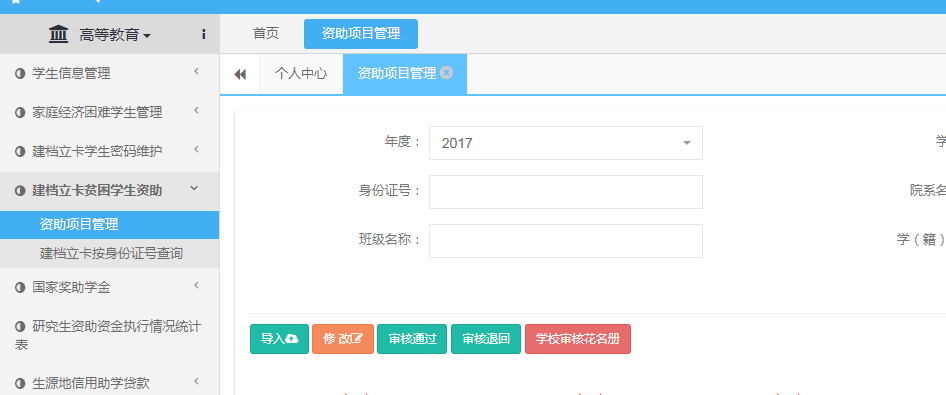 高等教育
首页
资助项目管理
个人中心
资助项目管理
学生信息管理
家庭经济困难学生管理
建档立卡学生密码维护
建档立卡贫困学生资助
资助项目管理
建档立卡按身份证号查询
国家奖助学金
研究生资助资金执行情况统计
表
生源地信用助学贷款
年度：
2017
学
身份证号：
院系名
班级名称：
学（籍）
导入
修 改
审核通过
审核退回
学校审核花名册